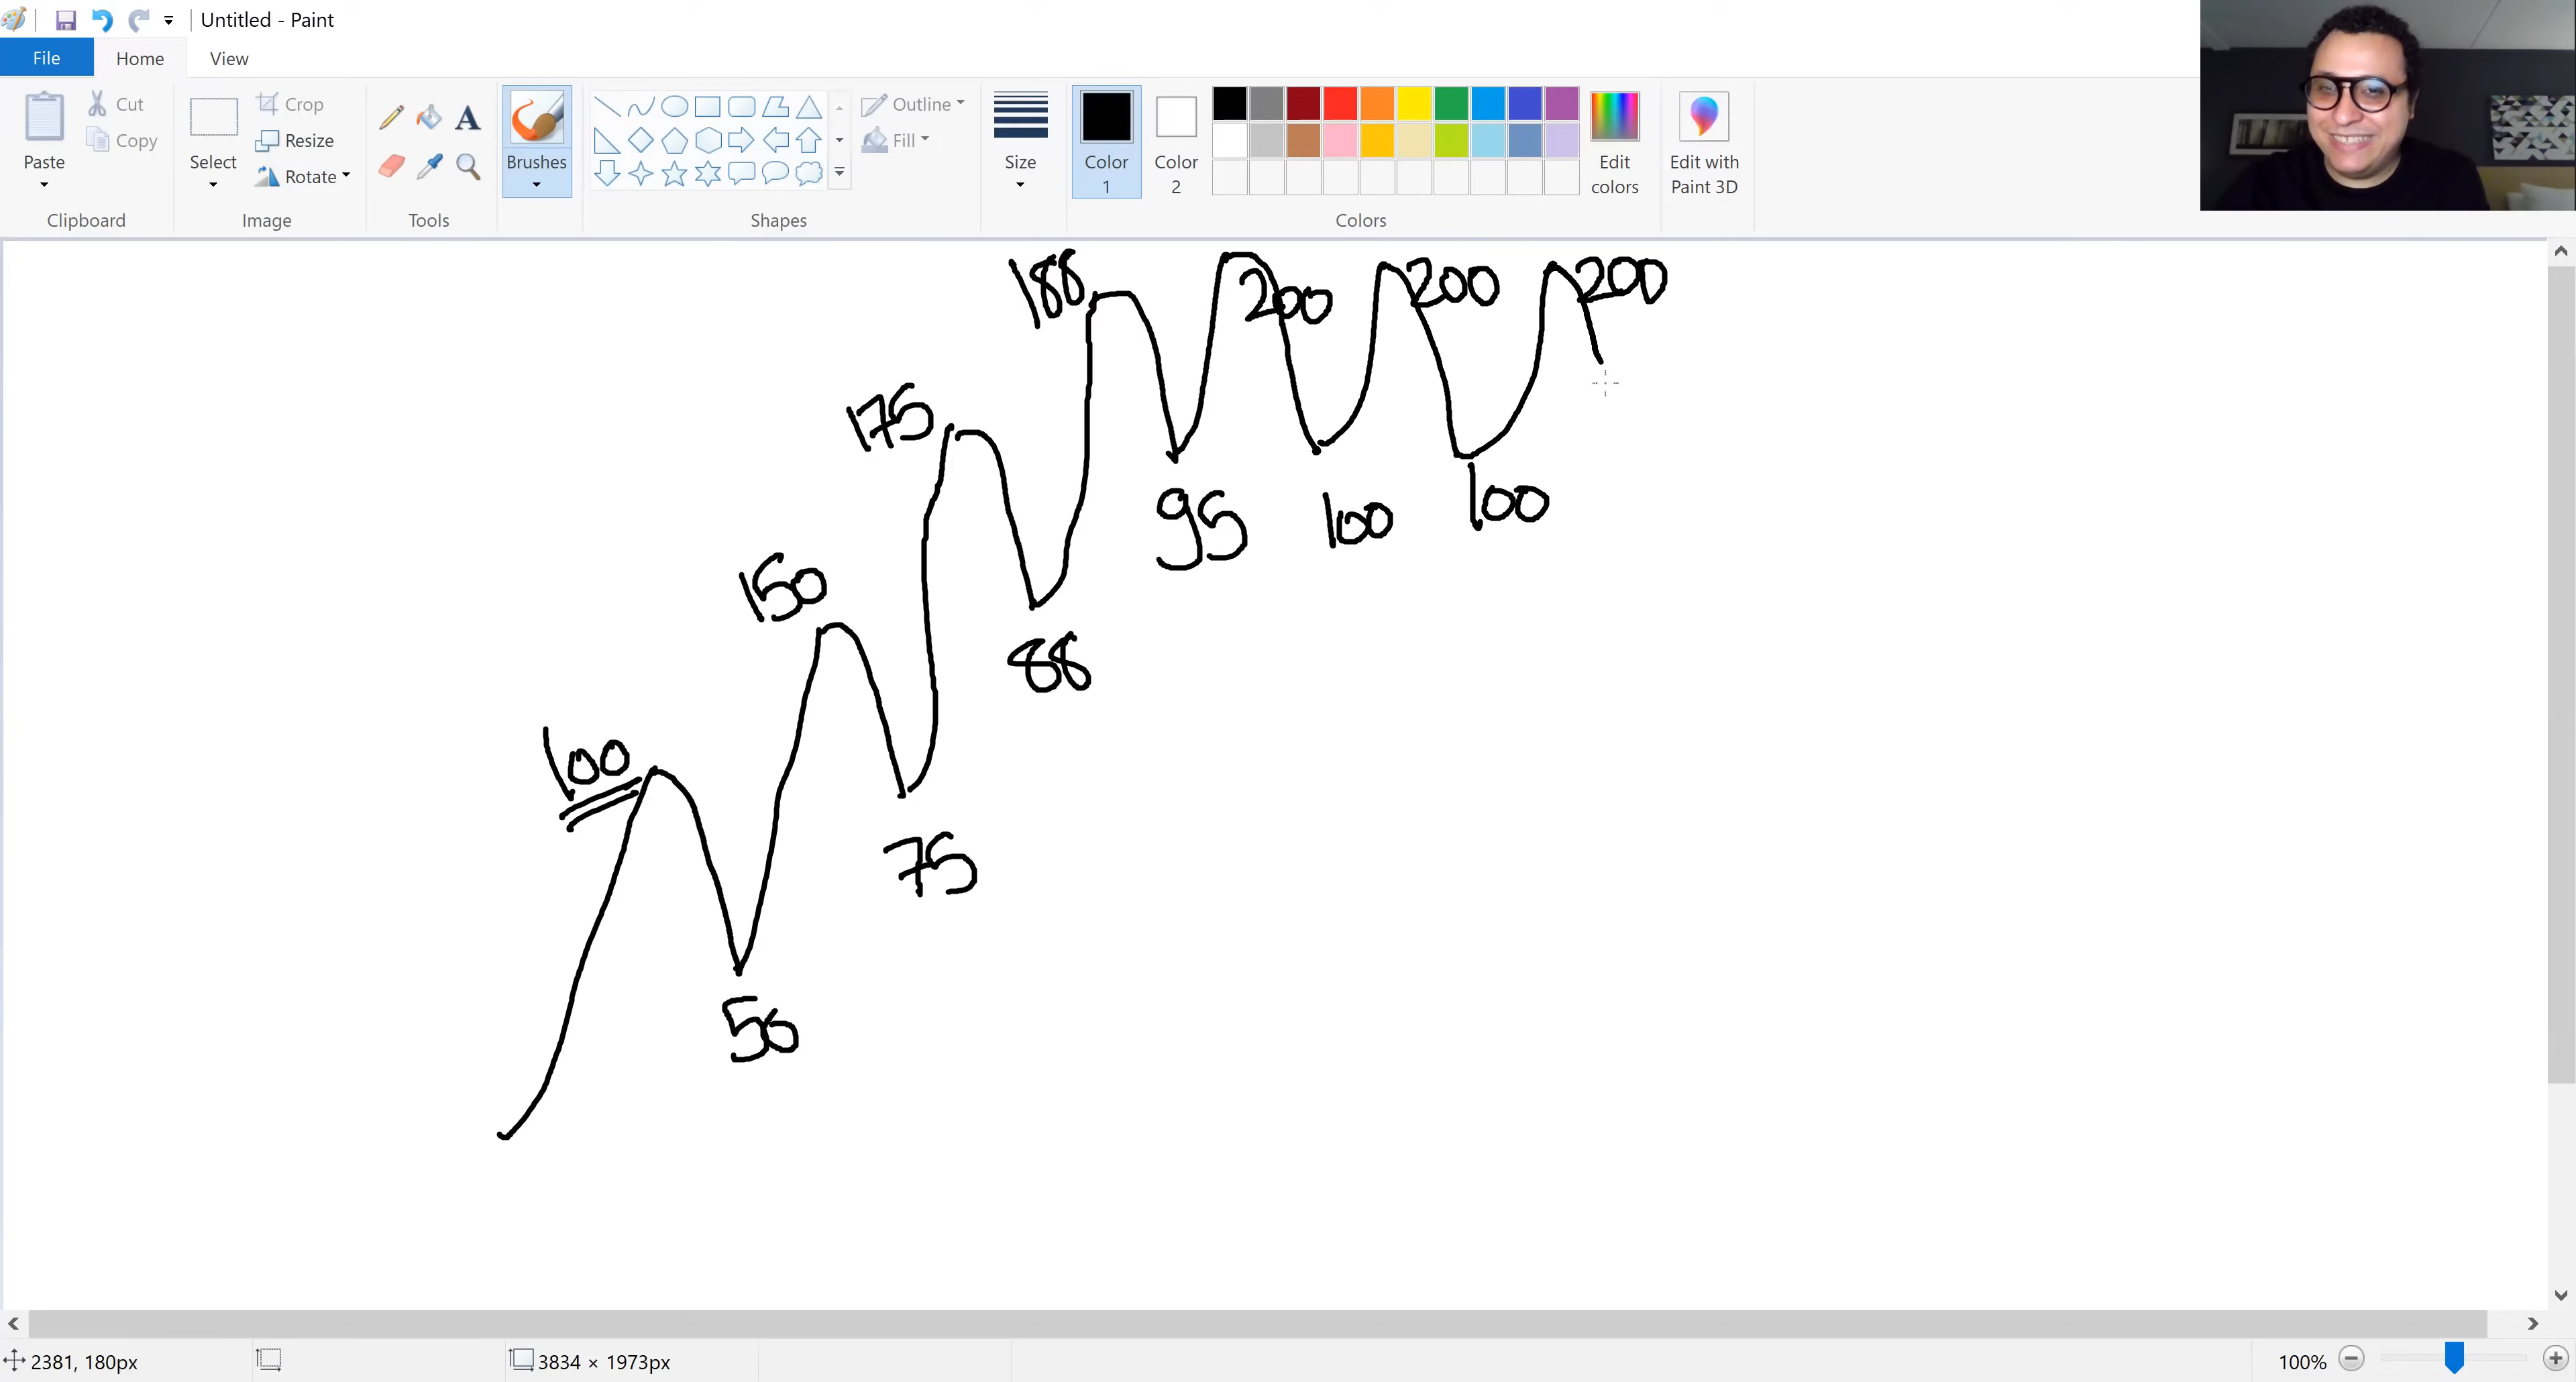 Untitled - Paint
File
Home
View
Paste
Cut
Copy
Clipboard
Select
Crop
Resize
Rotate
Image
A
Tools
Brushes
Outline
Fill
Shapes
Size
Color 1
Color 2
Edit colors
Colors
Edit with Paint 3D
188
200
200
200
175
95
100
100
150
88
100
75
50
2381, 180px
3834 × 1973px
100%